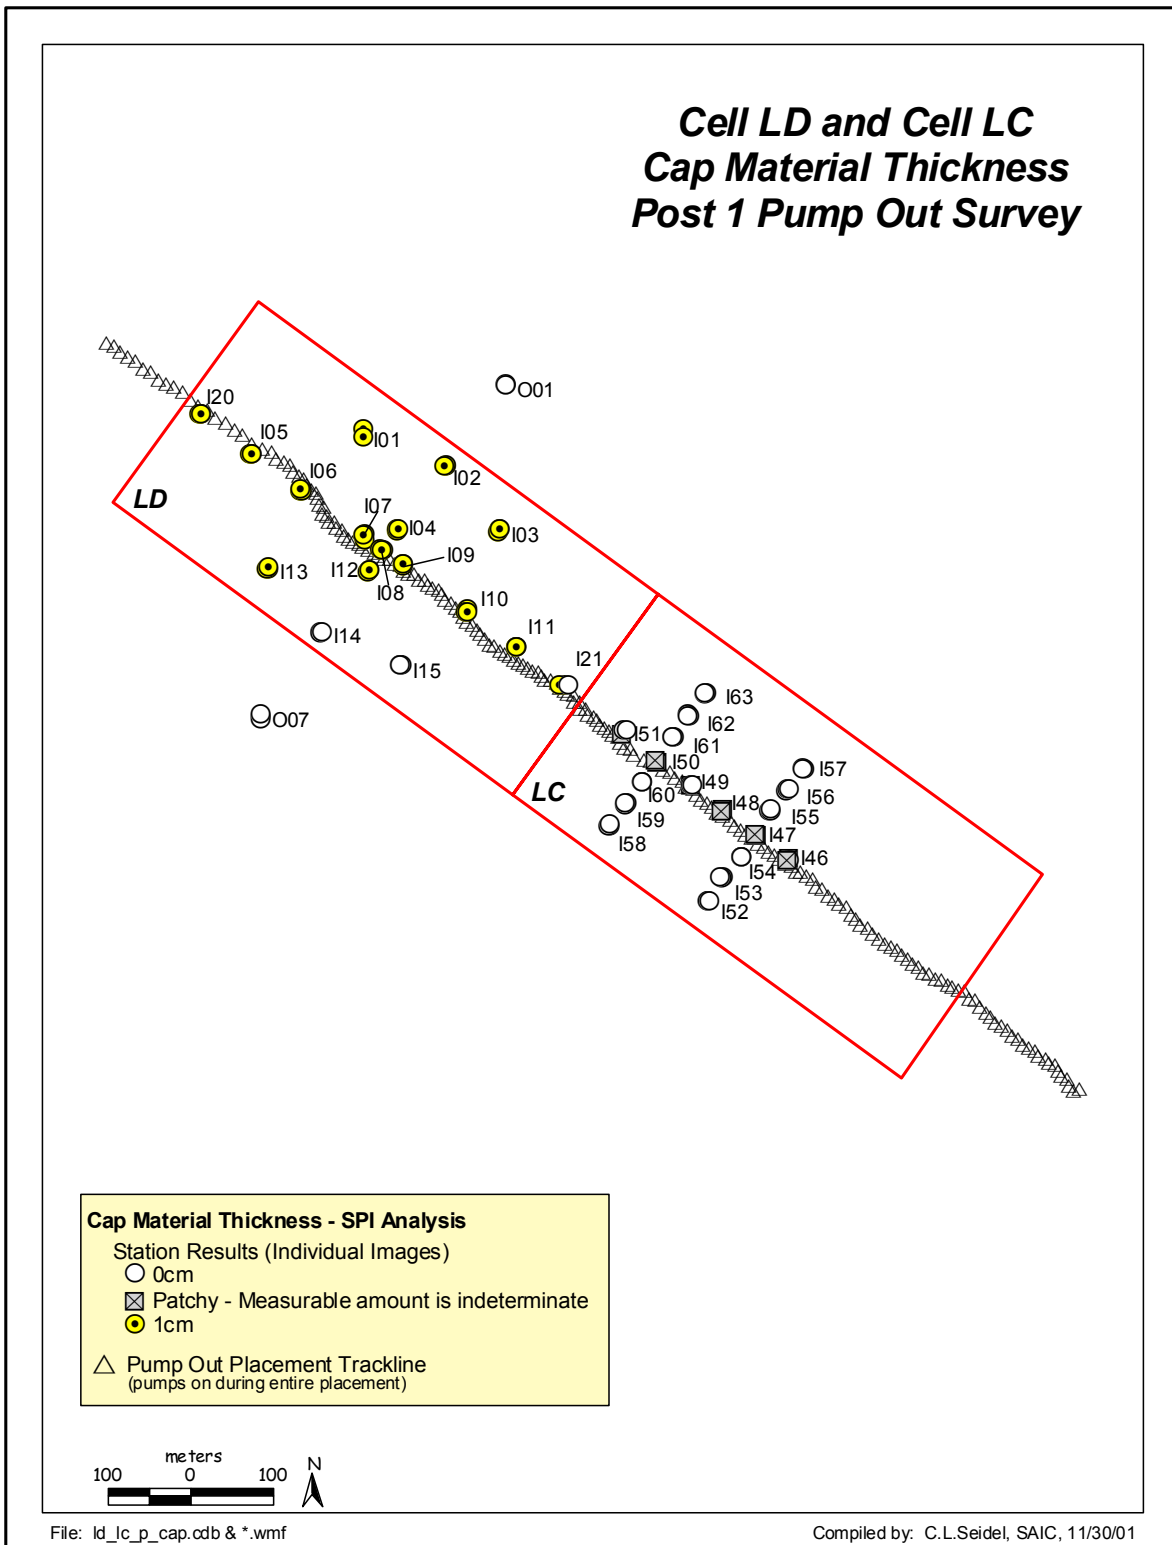 Cell LD and Cell LC
Cap Material Thickness
Post 1 Pump Out Survey
O01
I20
I01
I05
I02
I06
LD
I07
I04
I03
I09
I13
I12
I08
I10
I14
I11
I15
I21
I63
O07
I62
I51
I61
I50
I57
I49
I60
LC
I56
I48
I59
I55
I47
I58
I46
I54
I53
I52
Cap Material Thickness - SPI Analysis
Station Results (Individual Images)
0cm
Patchy - Measurable amount is indeterminate
1cm
Pump Out Placement Trackline
(pumps on during entire placement)
meters
100 0 100
N
File: ld_lc_p_cap.cdb & *.wmf
Compiled by: C.L.Seidel, SAIC, 11/30/01